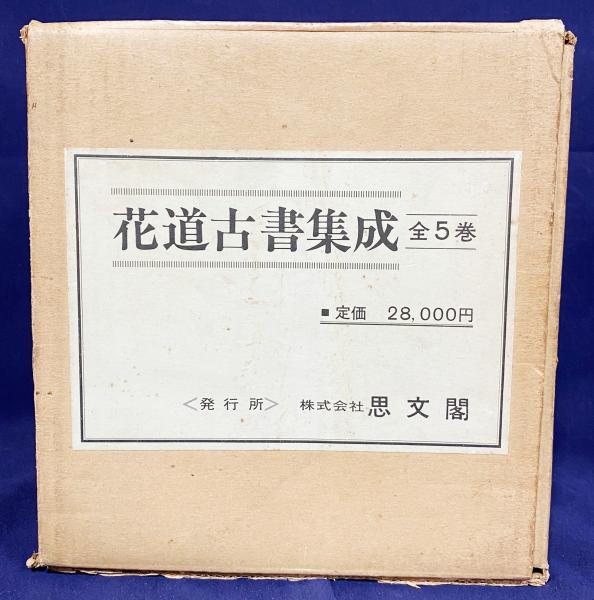 花道古書集成 全5巻
■定価 28,000円
＜発行所＞ 株式会社 思文閣